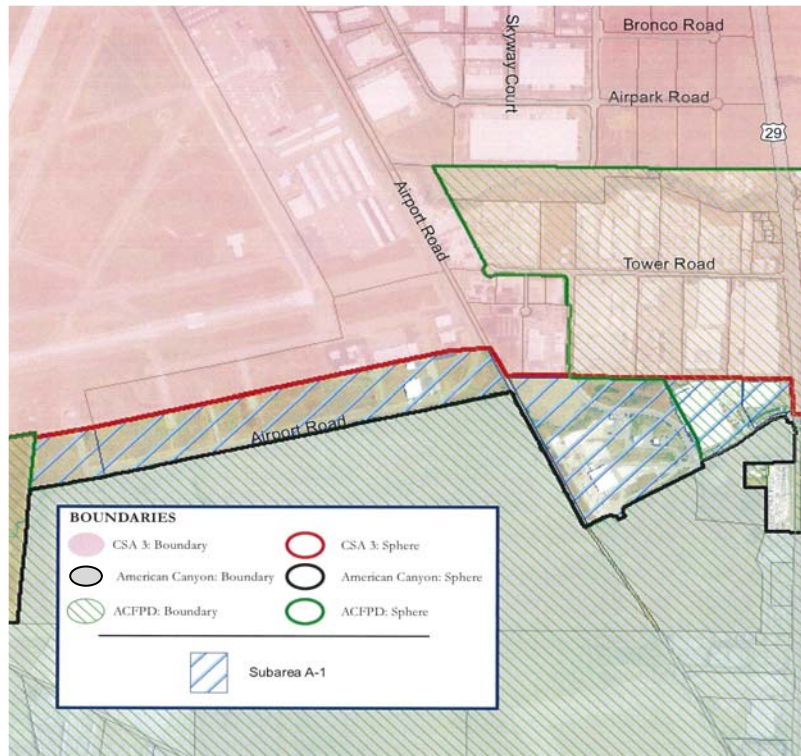 Bronco Road
Skyway Court
Airpark Road
29
Airport Road
Tower Road
Airport Road
BOUNDARIES
CSA 3: Boundary
CSA 3: Sphere
American Canyon: Boundary
American Canyon: Sphere
ACFPD: Boundary
ACFPD: Sphere
Subarea A-1